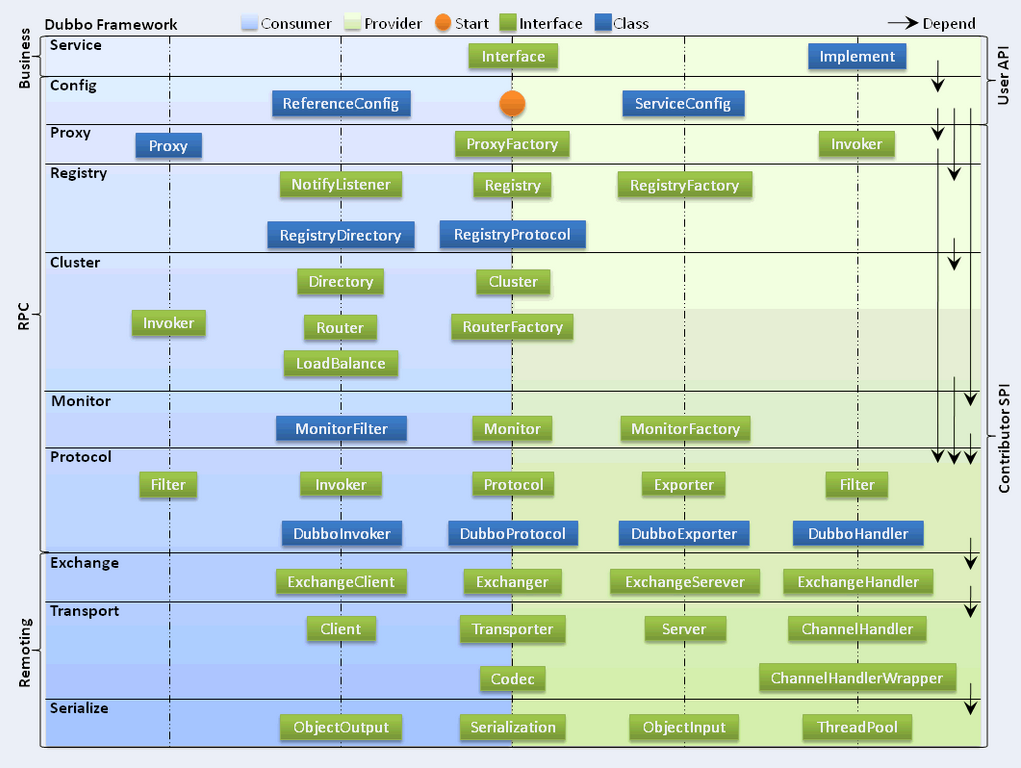 Dubbo Framework
Consumer
Provider
Start
Interface
Class
Depend
Business
RPC
Remoting
User API
Contributor SPI
Service
Interface
Implement
Config
ReferenceConfig
ServiceConfig
Proxy
Proxy
ProxyFactory
Invoker
Registry
NotifyListener
Registry
RegistryFactory
RegistryDirectory
RegistryProtocol
Cluster
Directory
Cluster
Invoker
Router
RouterFactory
LoadBalance
Monitor
MonitorFilter
Monitor
MonitorFactory
Protocol
Filter
Invoker
Protocol
Exporter
Filter
DubboInvoker
DubboProtocol
DubboExporter
DubboHandler
Exchange
ExchangeClient
Exchanger
ExchangeSerever
ExchangeHandler
Transport
Client
Transporter
Server
ChannelHandler
Codec
ChannelHandlerWrapper
Serialize
ObjectOutput
Serialization
ObjectInput
ThreadPool